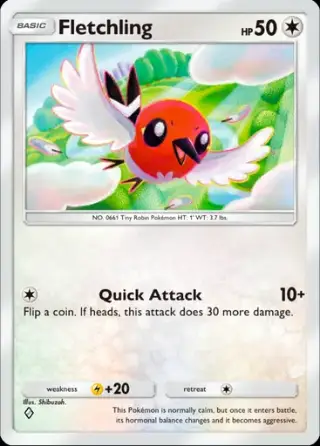 BASIC Fletchling HP 50
NO. 0661 Tiny Robin Pokémon HT: 1' WT: 3.7 lbs.
Quick Attack 10+
Flip a coin. If heads, this attack does 30 more damage.
weakness +20 retreat
Illus. Shibuzoh.
This Pokémon is normally calm, but once it enters battle,
its hormonal balance changes and it becomes aggressive.